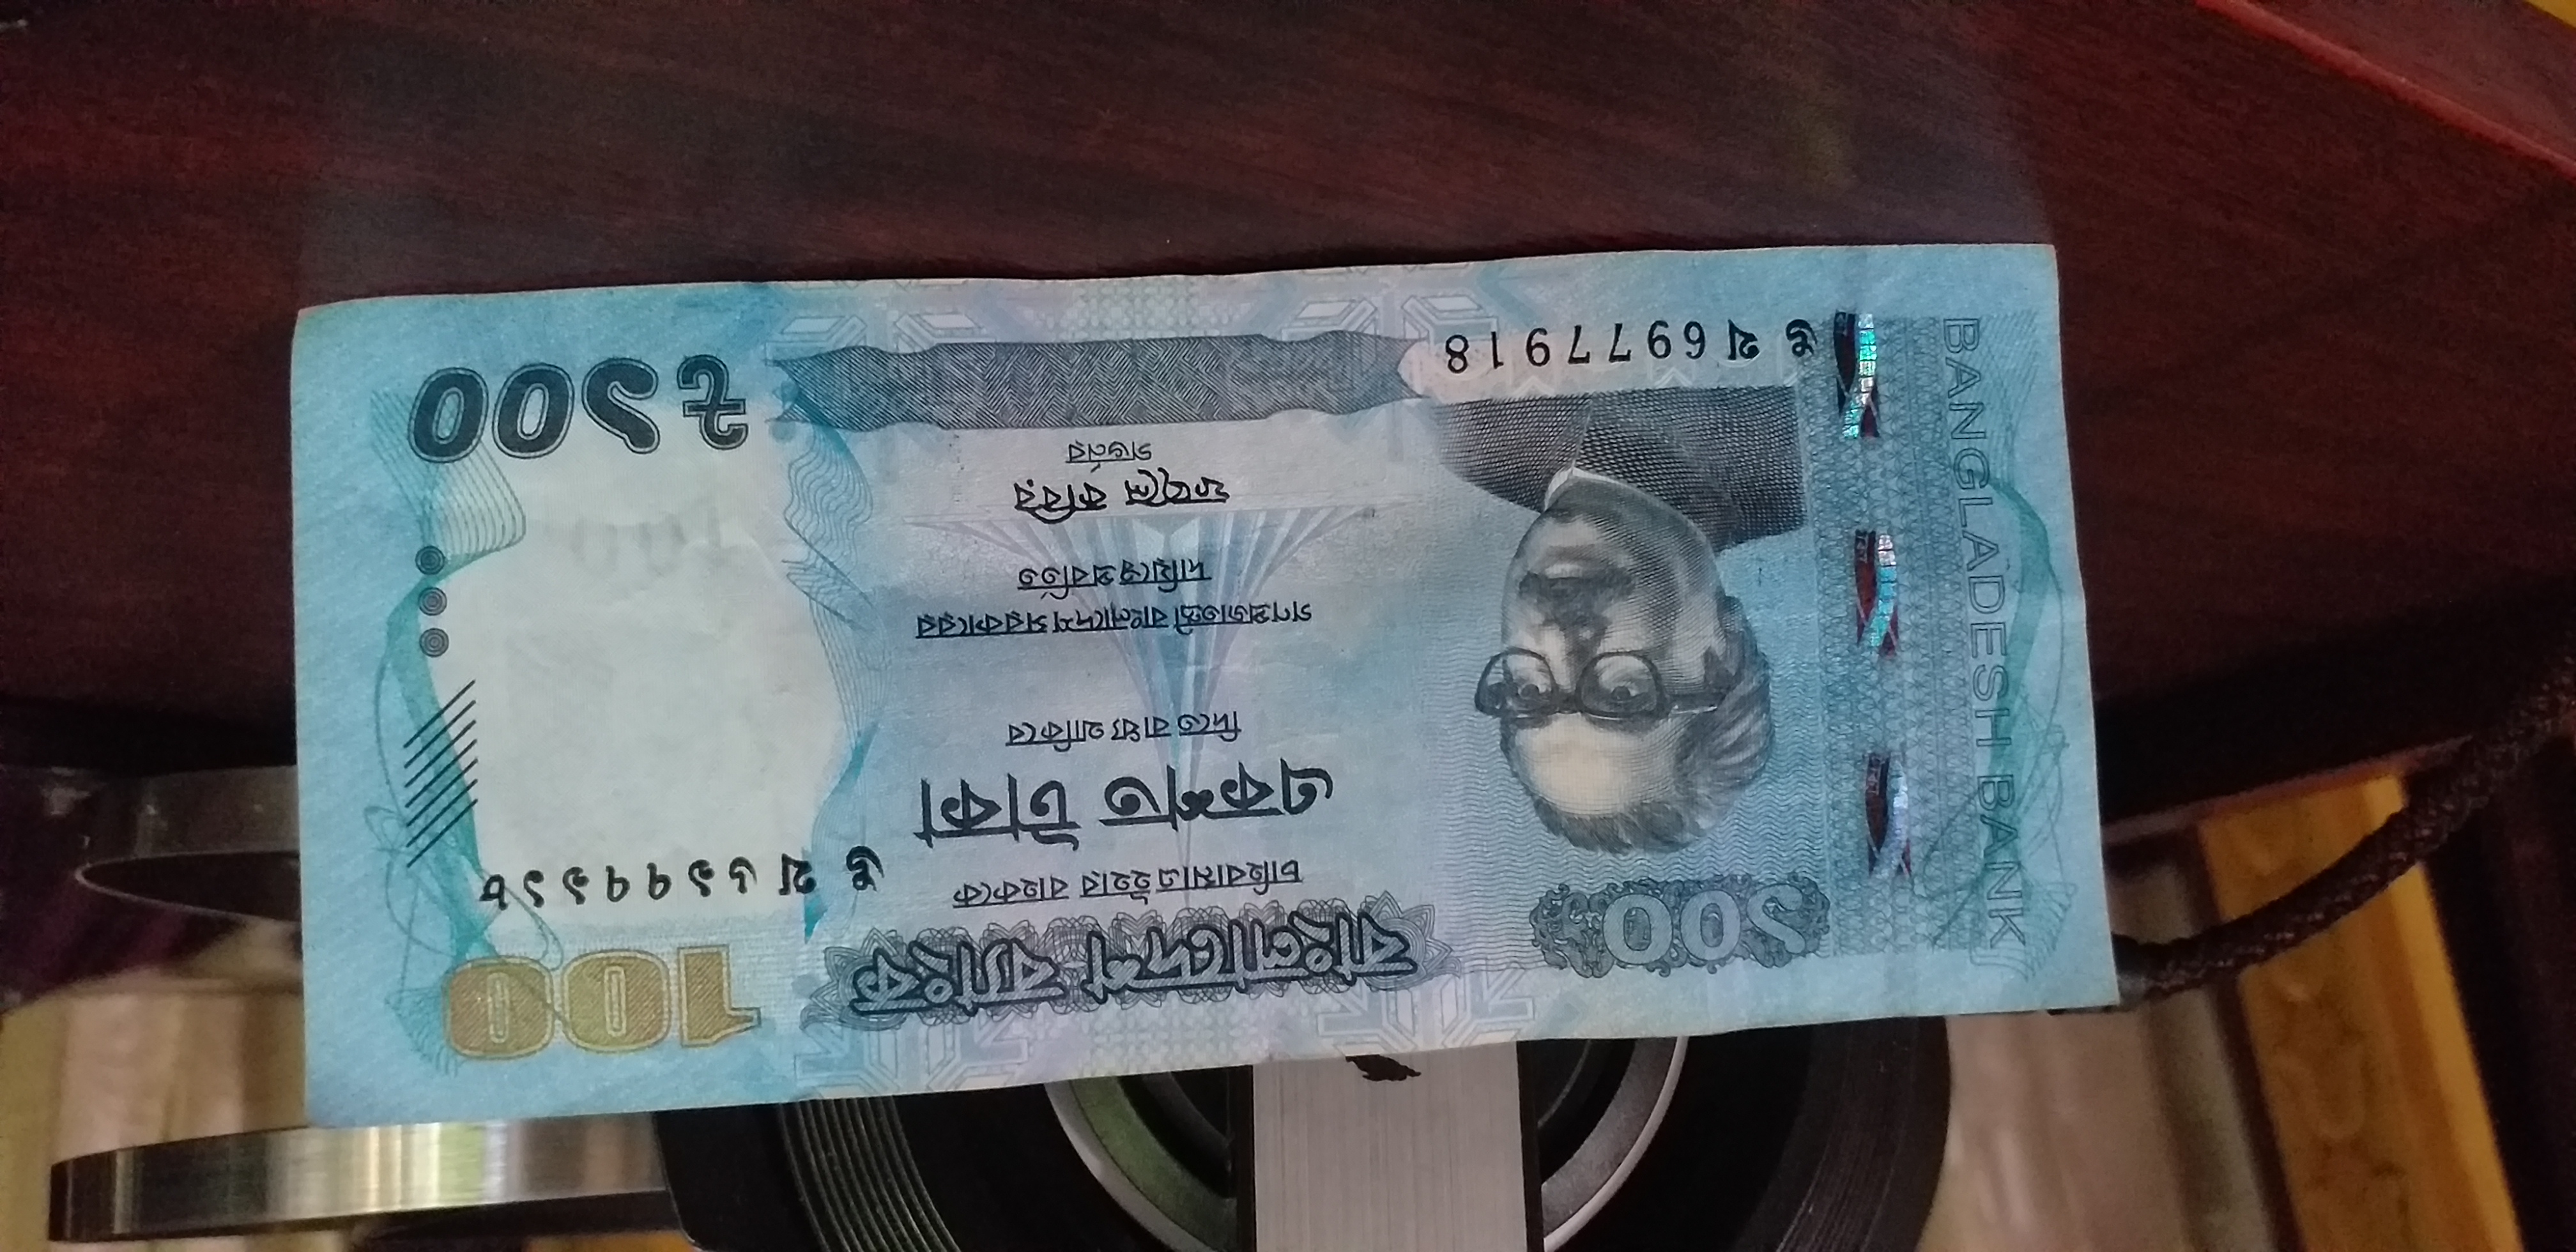 BANGLADESH BANK
১০০
বাংলাদেশ ব্যাংক
100
চাহিবামাত্র ইহার বাহককে
ঙ থ ৬৯৭৭৯১৮
একশত টাকা
দিতে বাধ্য থাকিবে
গণপ্রজাতন্ত্রী বাংলাদেশ সরকারের
দায়িত্বে প্রবর্তিত
ফজলে কবির
গভর্নর
৳১০০
ঙ থ 6977918